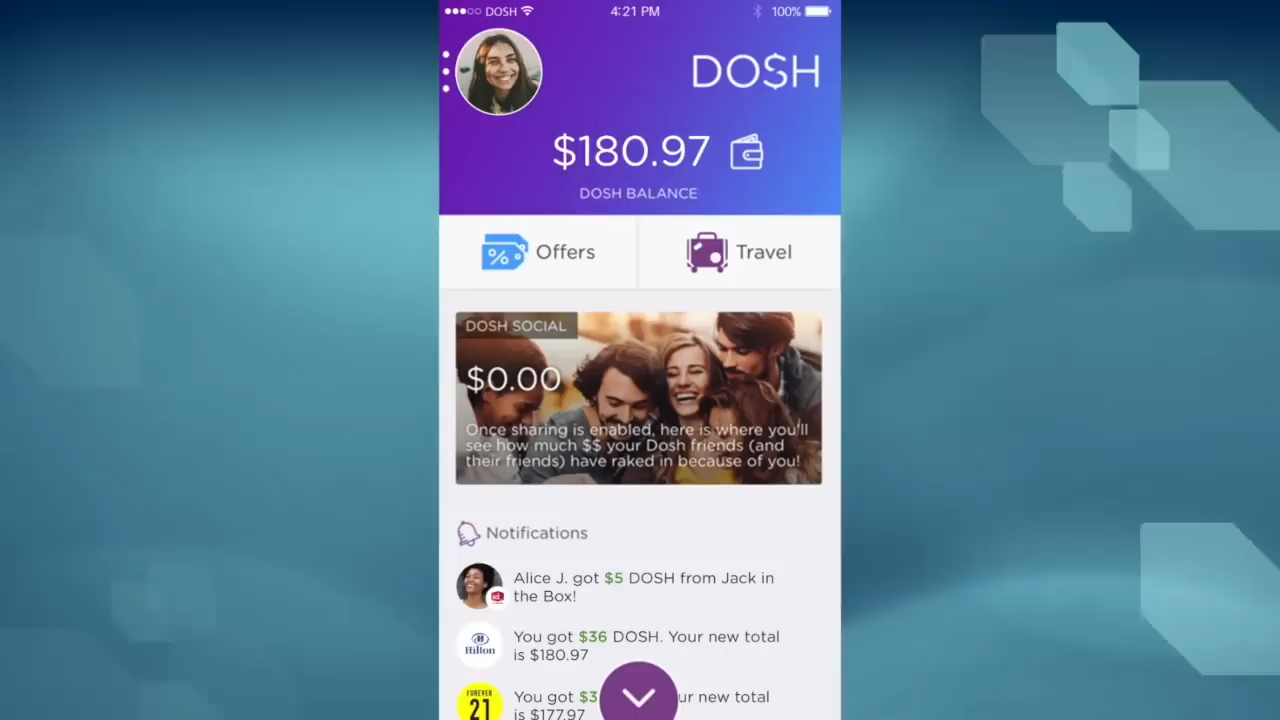 DOSH
4:21 PM
100%
DO$H
$180.97
DOSH BALANCE
Offers
Travel
DOSH SOCIAL
$0.00
Once sharing is enabled, here is where you'll
see how much $$ your Dosh friends (and
their friends) have raked in because of you!
Notifications
Alice J. got $5 DOSH from Jack in
the Box!
Hilton
You got $36 DOSH. Your new total
is $180.97
FOREVER
21
You got $3 ur new total
is $177.97